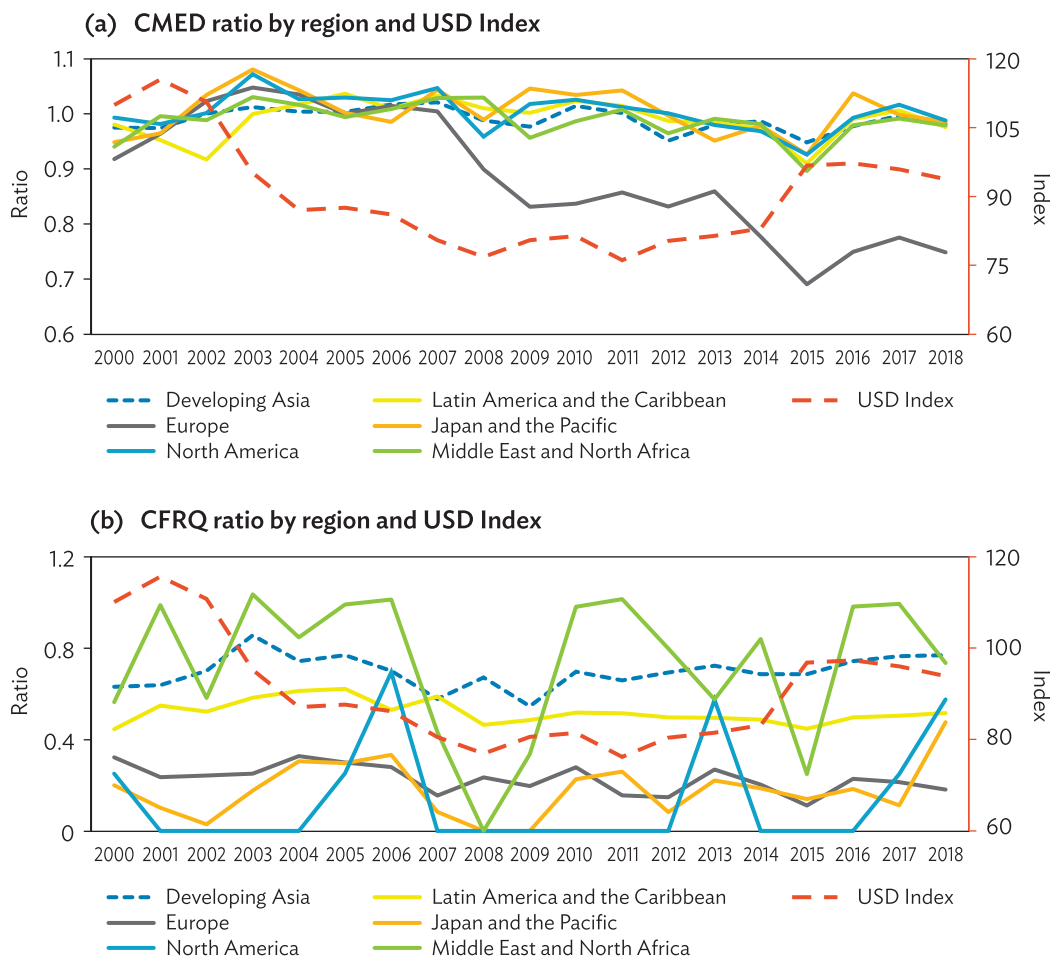 (a) CMED ratio by region and USD Index
1.1
1.0
0.9
0.8
0.7
0.6
Ratio
120
105
90
75
60
Index
2000 2001 2002 2003 2004 2005 2006 2007 2008 2009 2010 2011 2012 2013 2014 2015 2016 2017 2018
Developing Asia Latin America and the Caribbean USD Index
Europe Japan and the Pacific
North America Middle East and North Africa
(b) CFRQ ratio by region and USD Index
1.2
0.8
0.4
0
Ratio
120
100
80
60
Index
2000 2001 2002 2003 2004 2005 2006 2007 2008 2009 2010 2011 2012 2013 2014 2015 2016 2017 2018
Developing Asia Latin America and the Caribbean USD Index
Europe Japan and the Pacific
North America Middle East and North Africa